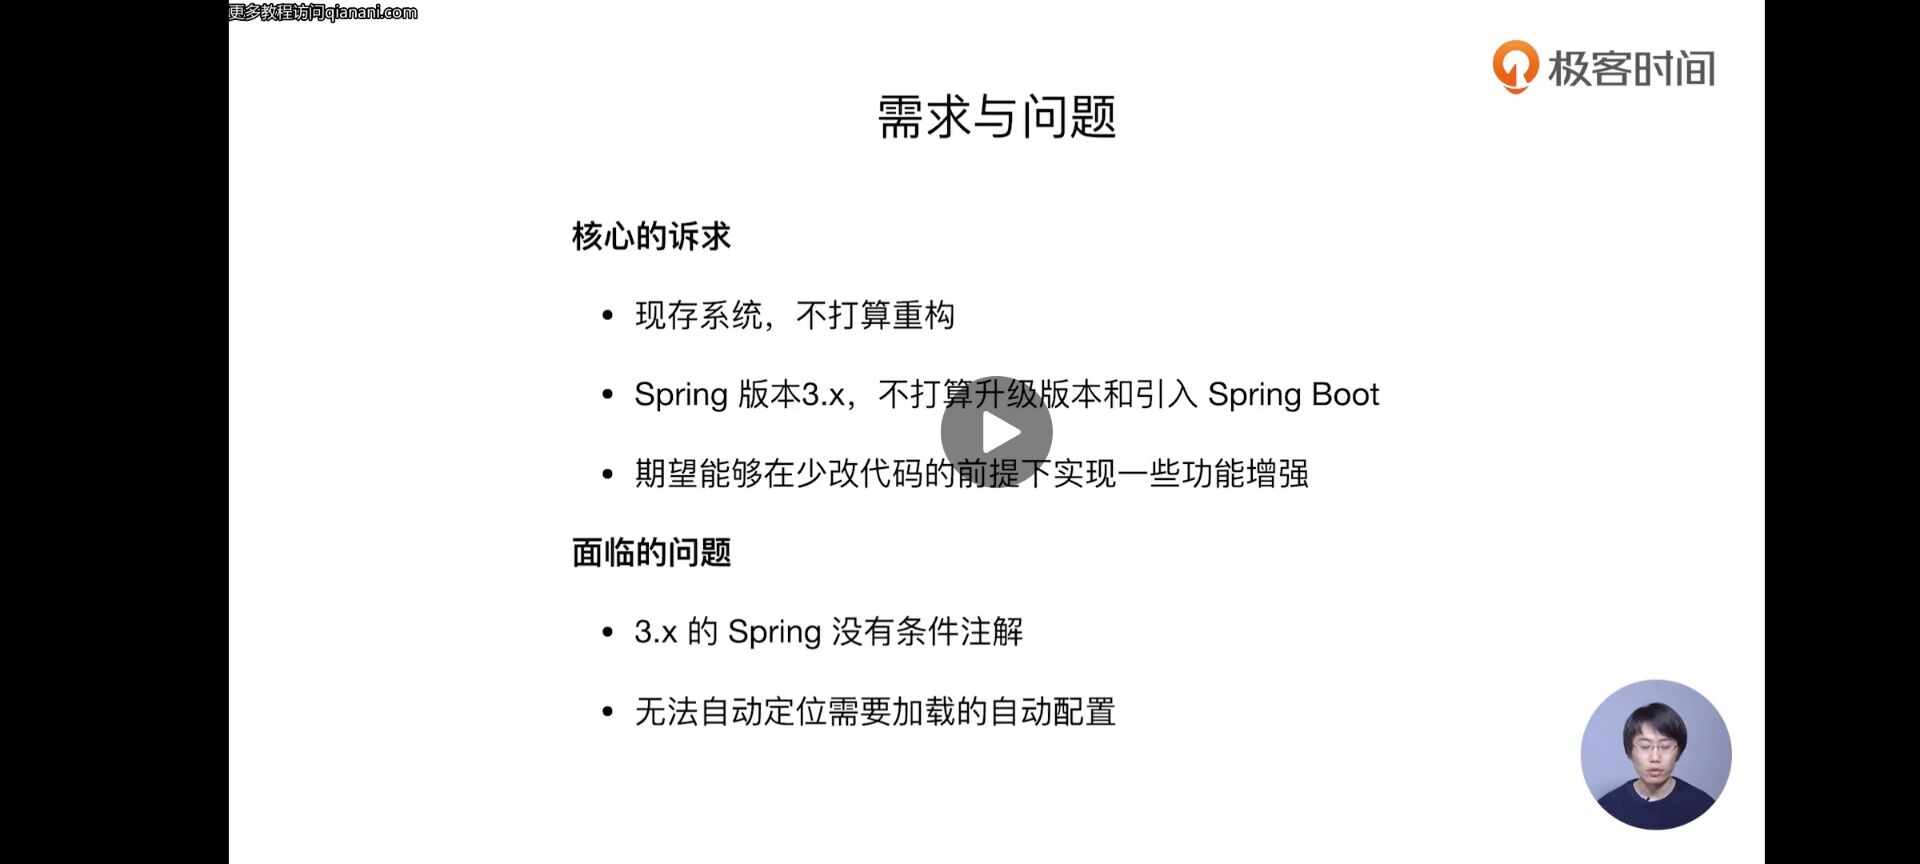 更多教程访问qianani.com
极客时间
需求与问题
核心的诉求
• 现存系统，不打算重构
• Spring 版本3.x，不打算升级版本和引入 Spring Boot
• 期望能够在少改代码的前提下实现一些功能增强
面临的问题
• 3.x 的 Spring 没有条件注解
• 无法自动定位需要加载的自动配置